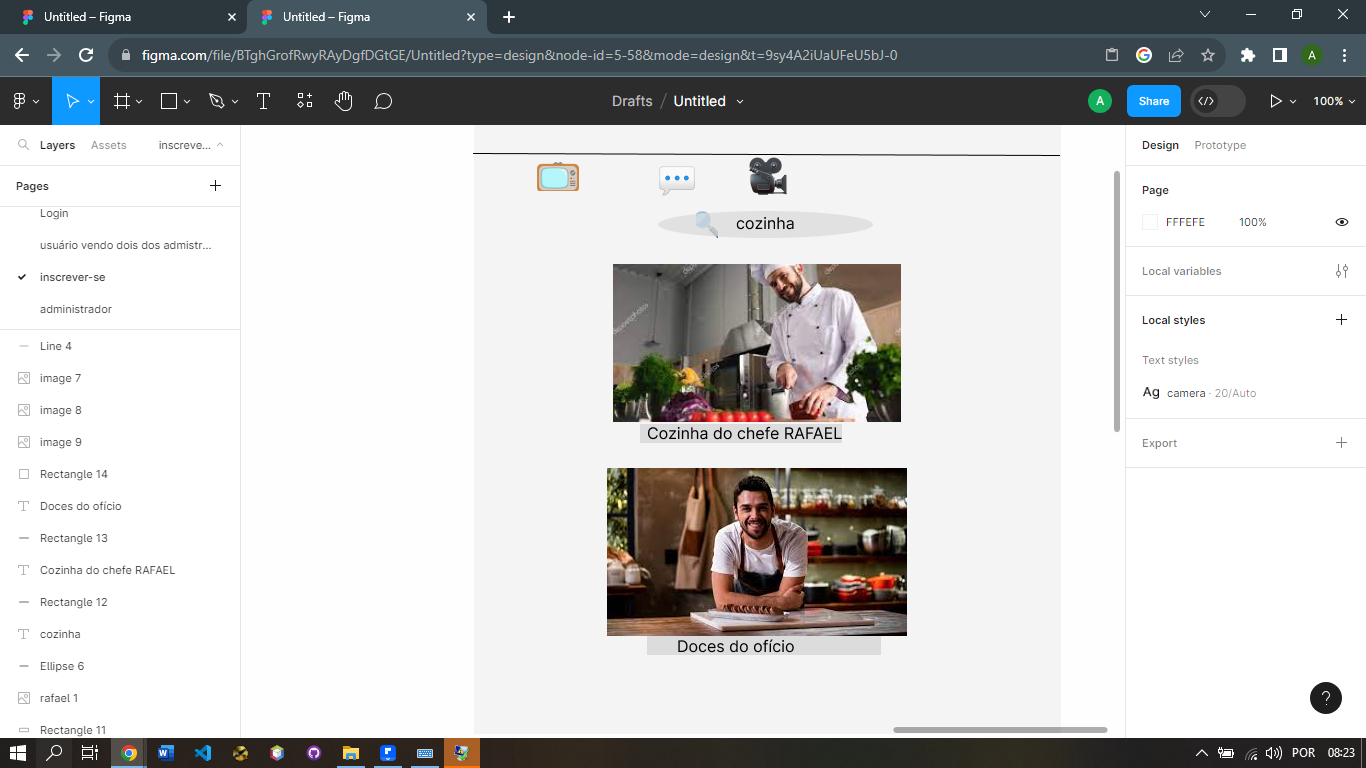 Untitled – Figma
Untitled – Figma
figma.com/file/BTghGrofRwyRAyDgfDGtGE/Untitled?type=design&node-id=5-58&mode=design&t=9sy4A2iUaUFeU5bJ-0
A
Drafts / Untitled
A
Share
100%
Layers
Assets
inscreve...
Pages
Login
usuário vendo dois dos admistr...
inscrever-se
administrador
Line 4
image 7
image 8
image 9
Rectangle 14
Doces do ofício
Rectangle 13
Cozinha do chefe RAFAEL
Rectangle 12
cozinha
Ellipse 6
rafael 1
Rectangle 11
cozinha
Cozinha do chefe RAFAEL
Doces do ofício
Design
Prototype
Page
FFFEFE
100%
Local variables
Local styles
Text styles
Ag camera · 20/Auto
Export
?
POR
08:23